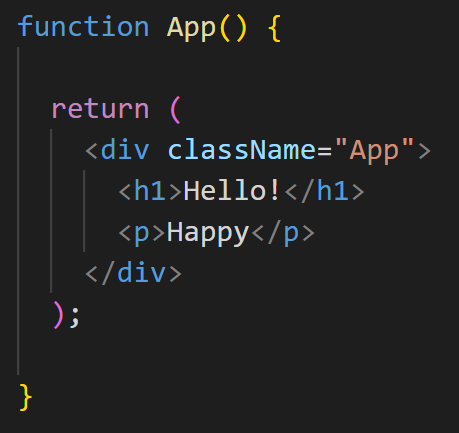 function App() {
  return (
    <div className="App">
      <h1>Hello!</h1>
      <p>Happy</p>
    </div>
  );
}